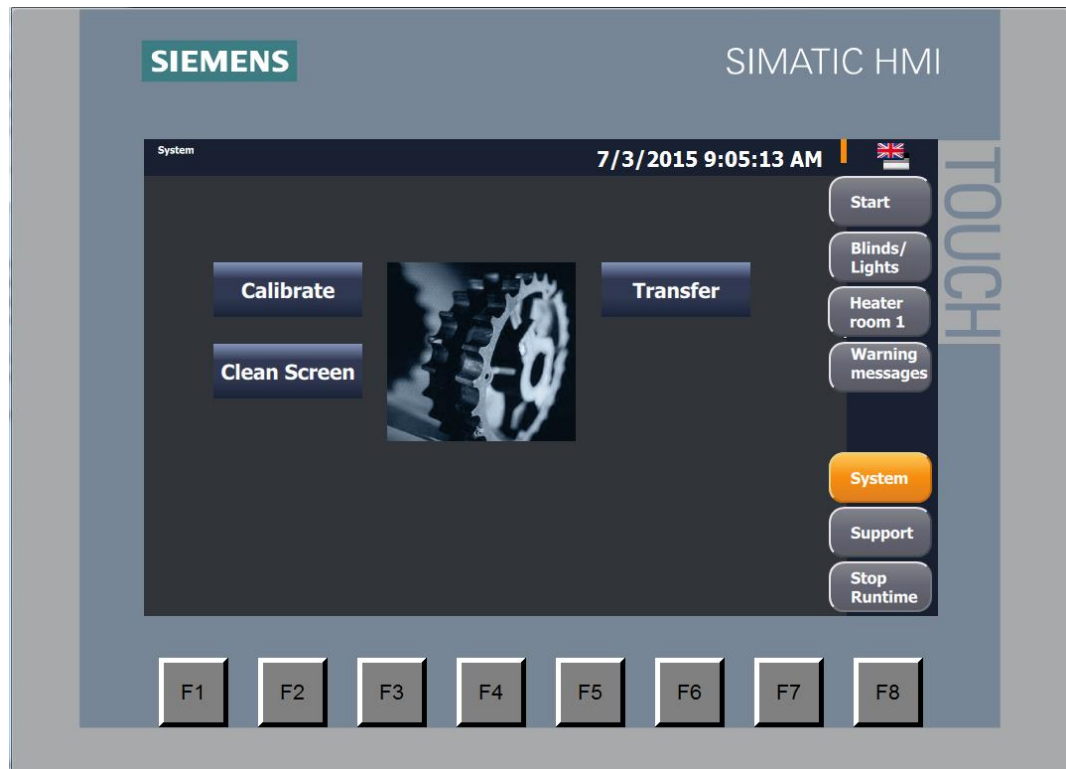 SIEMENS
SIMATIC HMI
TOUCH
System
7/3/2015 9:05:13 AM
Start
Blinds/
Lights
Heater
room 1
Warning
messages
Calibrate
Transfer
Clean Screen
System
Support
Stop
Runtime
F1
F2
F3
F4
F5
F6
F7
F8